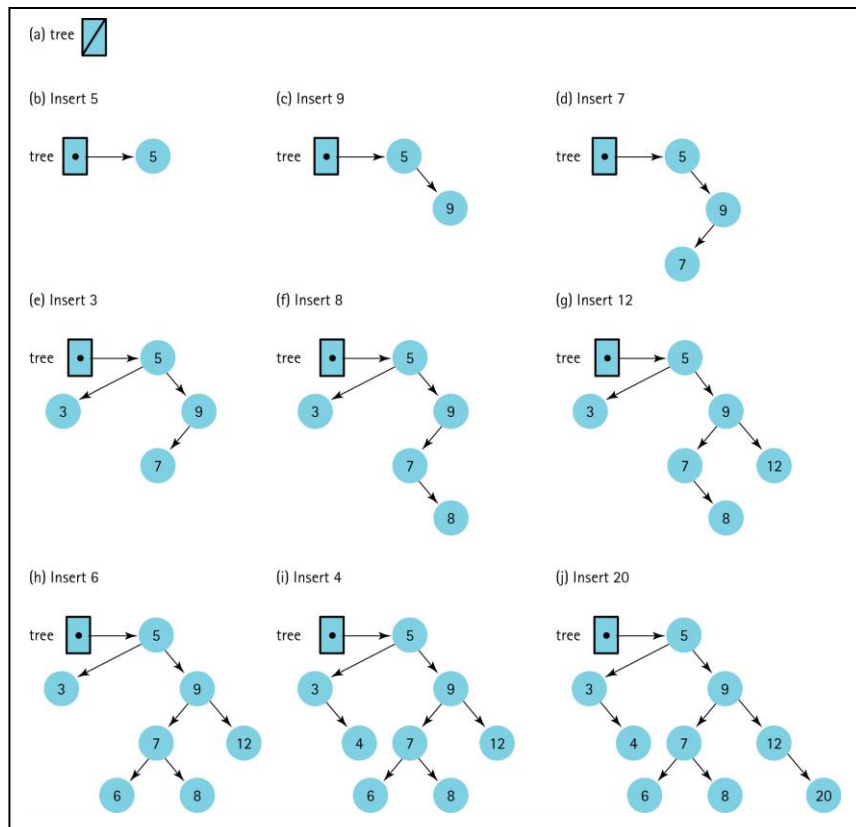 (a) tree
(b) Insert 5
(c) Insert 9
(d) Insert 7
tree 5
tree 5
tree 5
9
9
7
(e) Insert 3
(f) Insert 8
(g) Insert 12
tree 5
tree 5
tree 5
3 9
3 9
3 9
7
7
7 12
8
8
(h) Insert 6
(i) Insert 4
(j) Insert 20
tree 5
tree 5
tree 5
3 9
3 9
3 9
7 12
4 7 12
4 7 12
6 8
6 8
6 8 20